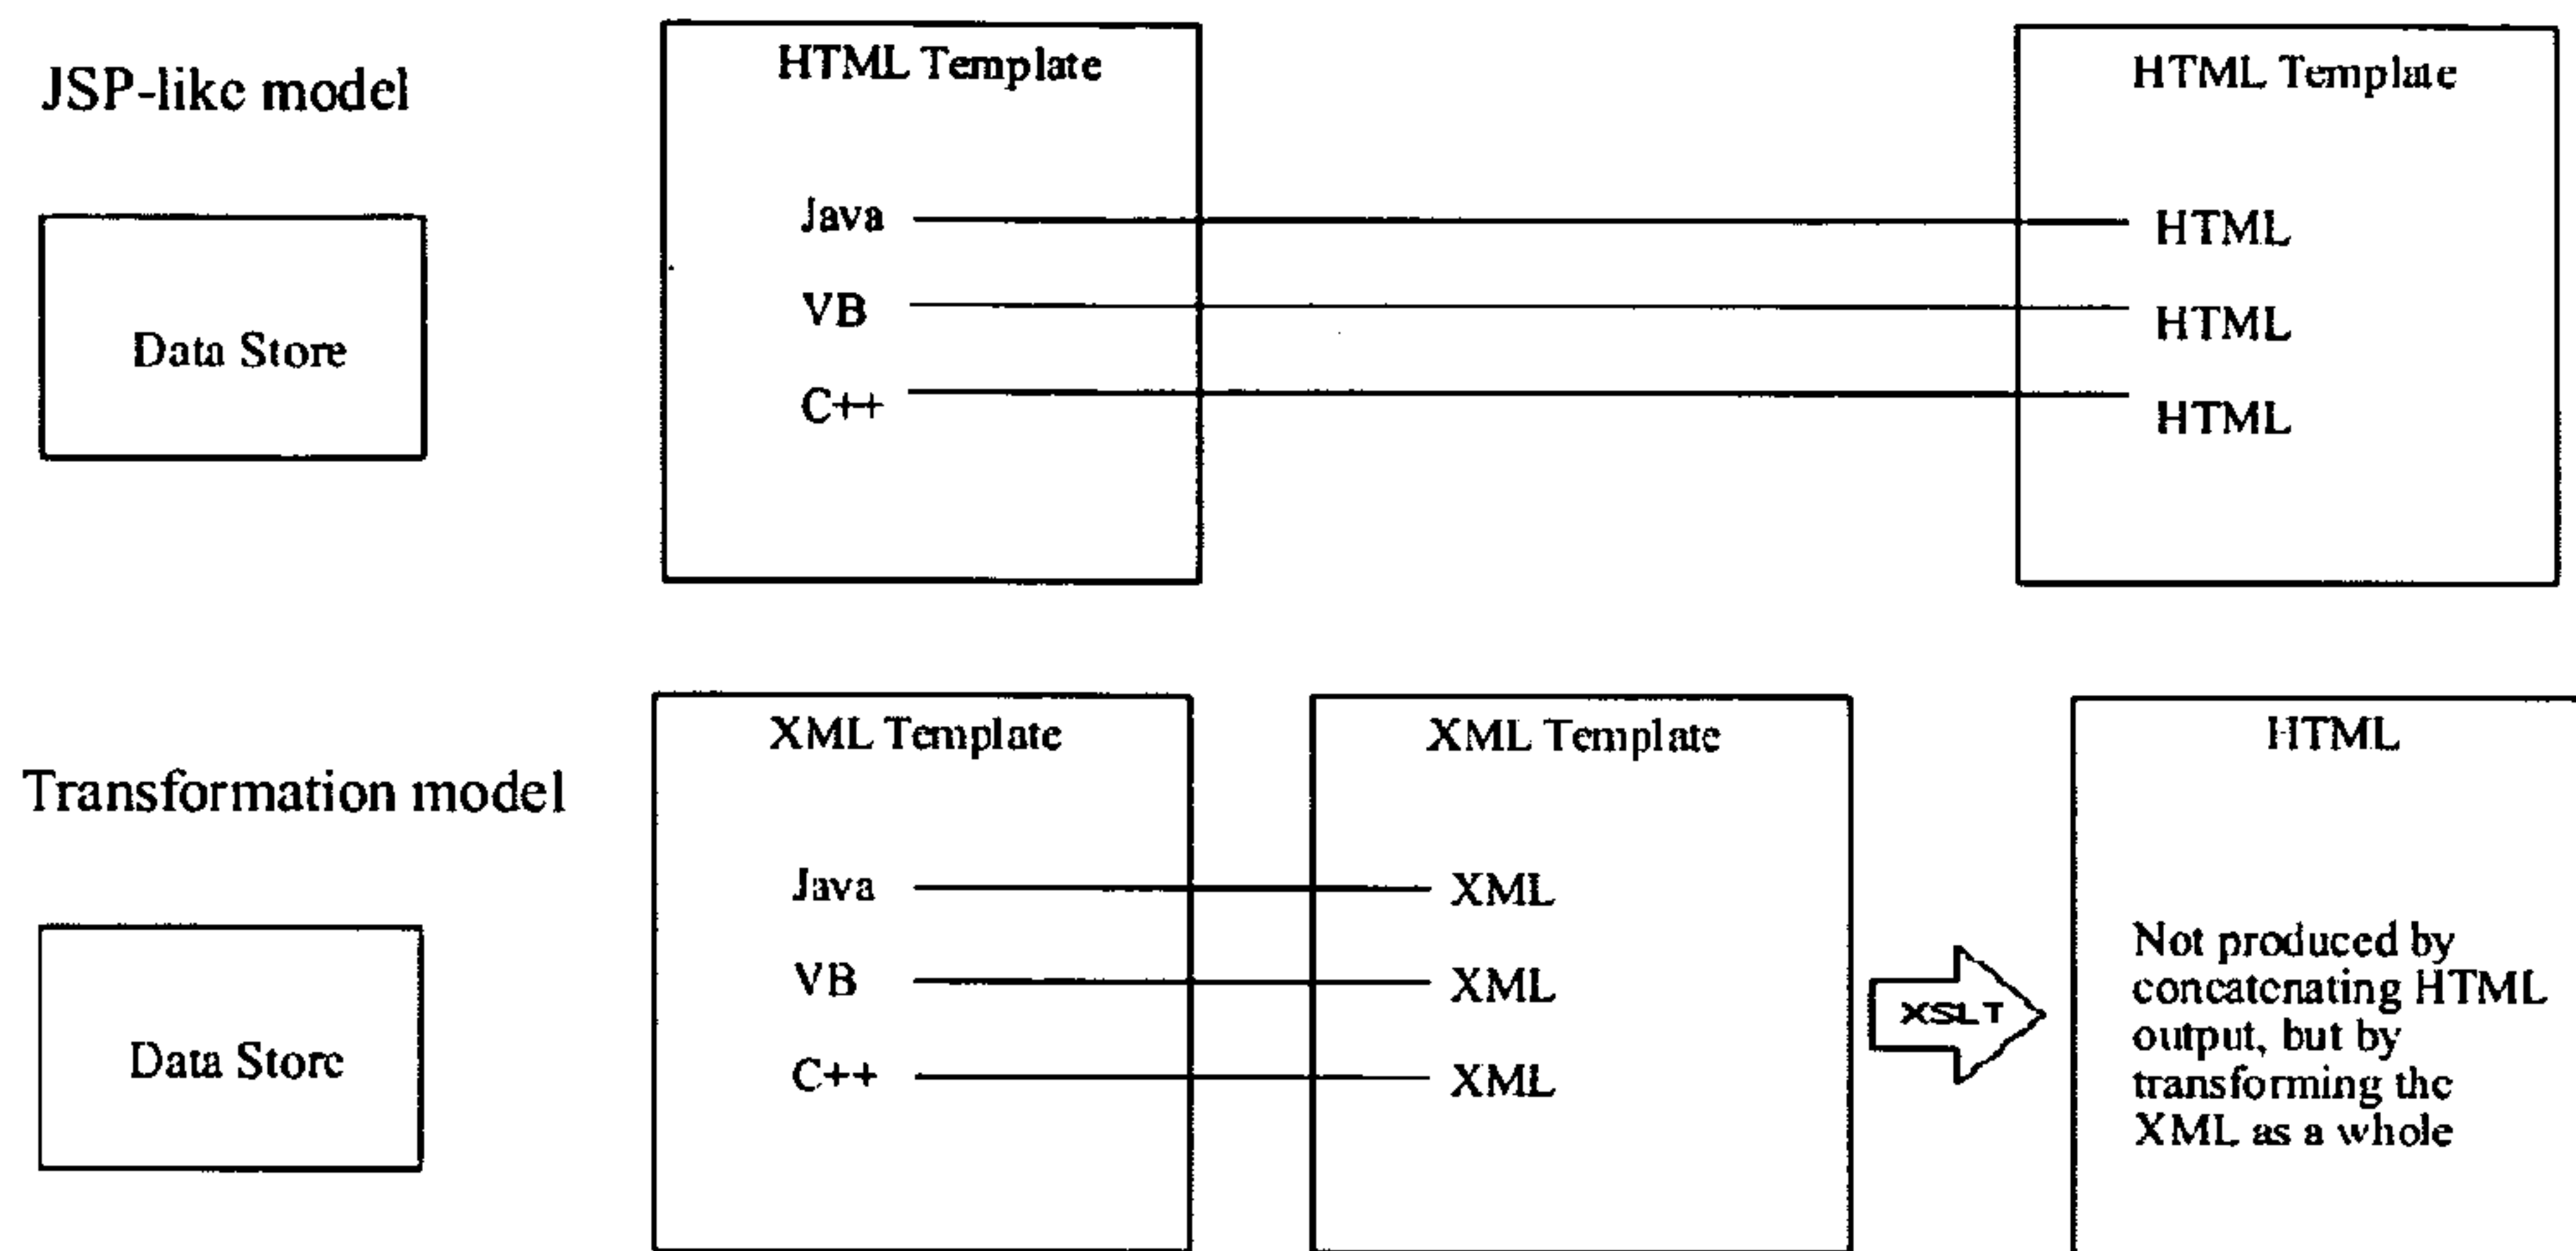 JSP-like model
Data Store
HTML Template
Java
VB
C++
HTML Template
HTML
HTML
HTML
Transformation model
Data Store
XML Template
Java
VB
C++
XML Template
XML
XML
XML
XSLT
HTML
Not produced by
concatenating HTML
output, but by
transforming the
XML as a whole